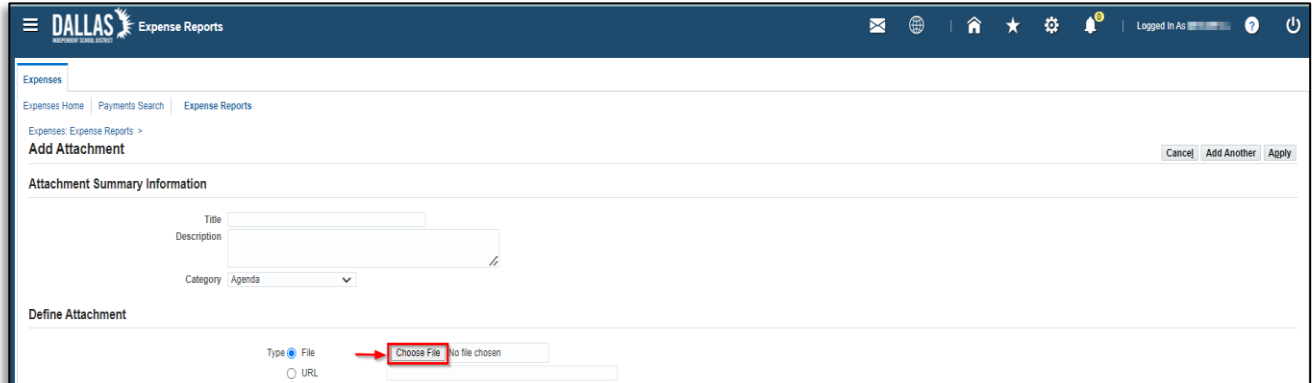 DALLAS Expense Reports 0 Logged In As ?
INDEPENDENT SCHOOL DISTRICT
Expenses
Expenses Home Payments Search Expense Reports
Expenses: Expense Reports >
Add Attachment Cancel Add Another Apply
Attachment Summary Information
Title
Description
Category Agenda
Define Attachment
Type File Choose File No file chosen
URL